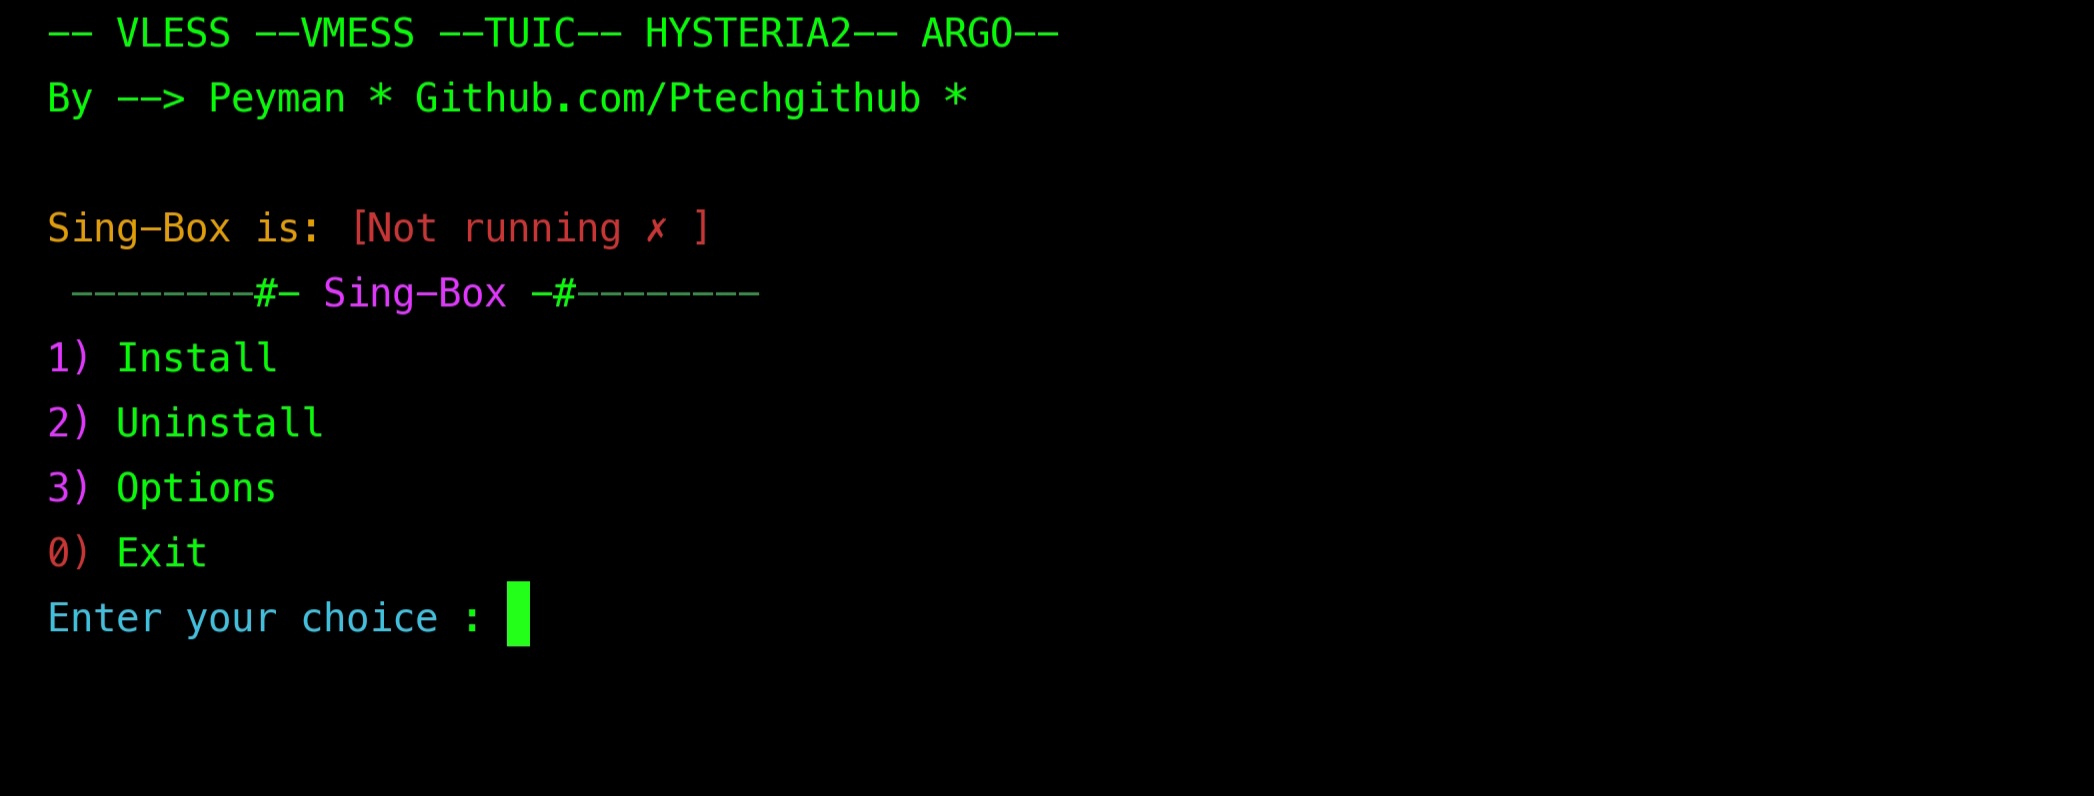 -- VLESS --VMESS --TUIC-- HYSTERIA2-- ARGO--
By --> Peyman * Github.com/Ptechgithub *
Sing-Box is: [Not running ✗ ]
--------#- Sing-Box -#--------
1) Install
2) Uninstall
3) Options
0) Exit
Enter your choice :